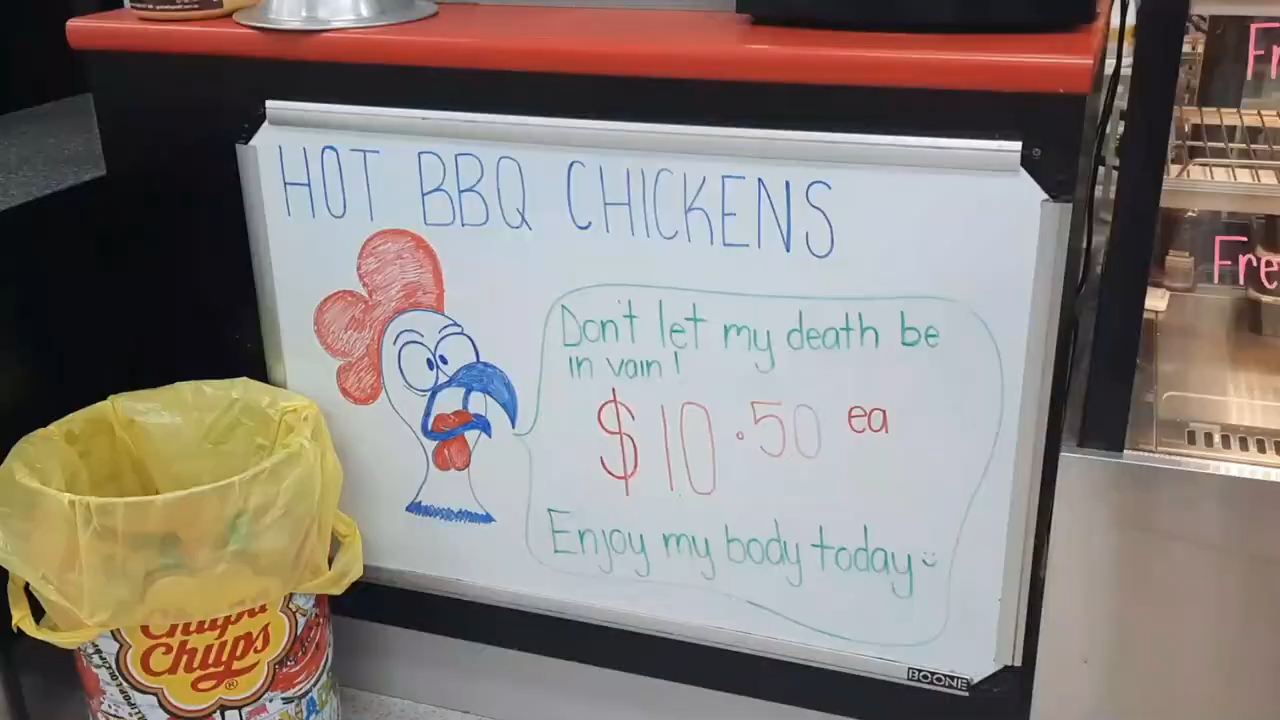 HOT BBQ CHICKENS
Don't let my death be
in vain!
$10.50 ea
Enjoy my body today
BOONE
Chupa
Chups
®
Fr
Fre